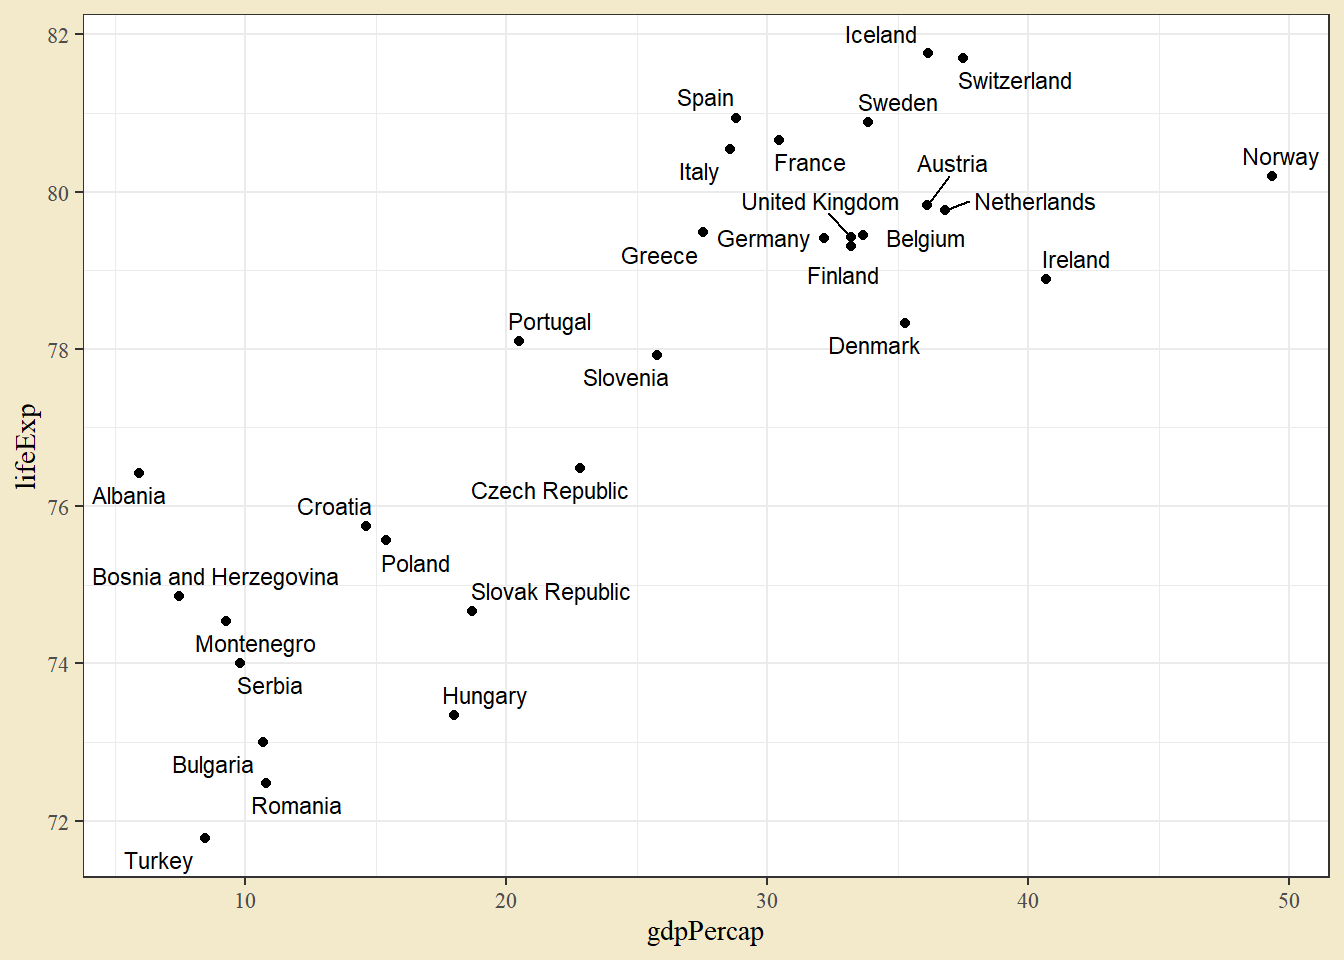 82
Iceland
Switzerland
Spain
Sweden
Norway
Italy
France
Austria
80
United Kingdom
Netherlands
Germany
Belgium
Greece
Ireland
Finland
Portugal
78
Denmark
Slovenia
lifeExp
Czech Republic
Albania
76
Croatia
Poland
Bosnia and Herzegovina
Slovak Republic
Montenegro
74
Serbia
Hungary
Bulgaria
Romania
72
Turkey
10
20
30
40
50
gdpPercap